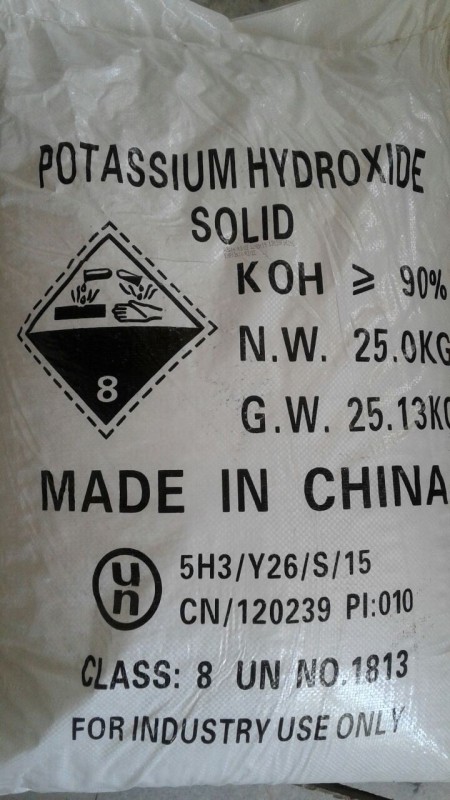 POTASSIUM HYDROXIDE
SOLID
KOH ≥ 90%
N.W. 25.0KG
G.W. 25.13KG
8
MADE IN CHINA
un
5H3/Y26/S/15
CN/120239 PI:010
CLASS: 8 UN NO.1813
FOR INDUSTRY USE ONLY